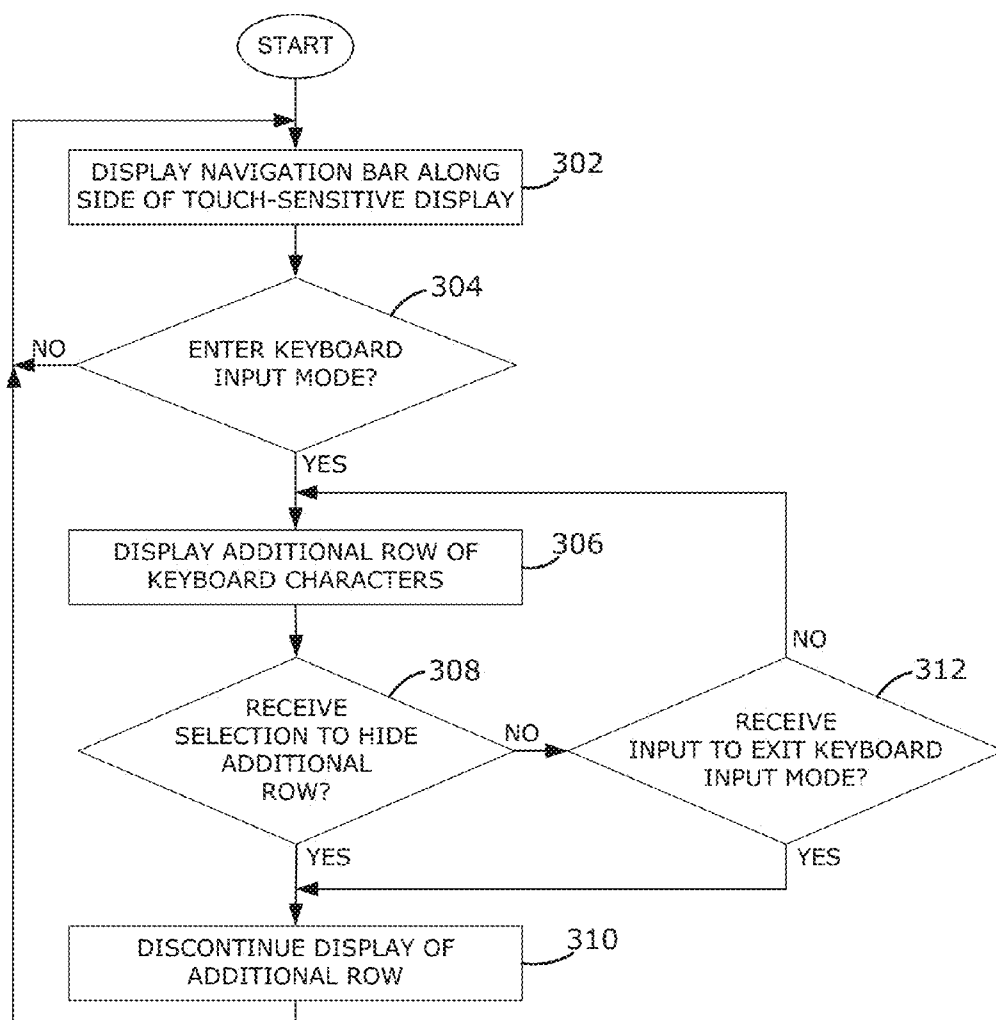 START
DISPLAY NAVIGATION BAR ALONG
SIDE OF TOUCH-SENSITIVE DISPLAY
302
304
ENTER KEYBOARD
INPUT MODE?
NO
YES
DISPLAY ADDITIONAL ROW OF
KEYBOARD CHARACTERS
306
308
RECEIVE
SELECTION TO HIDE
ADDITIONAL
ROW?
NO
YES
312
RECEIVE
INPUT TO EXIT KEYBOARD
INPUT MODE?
NO
YES
DISCONTINUE DISPLAY OF
ADDITIONAL ROW
310